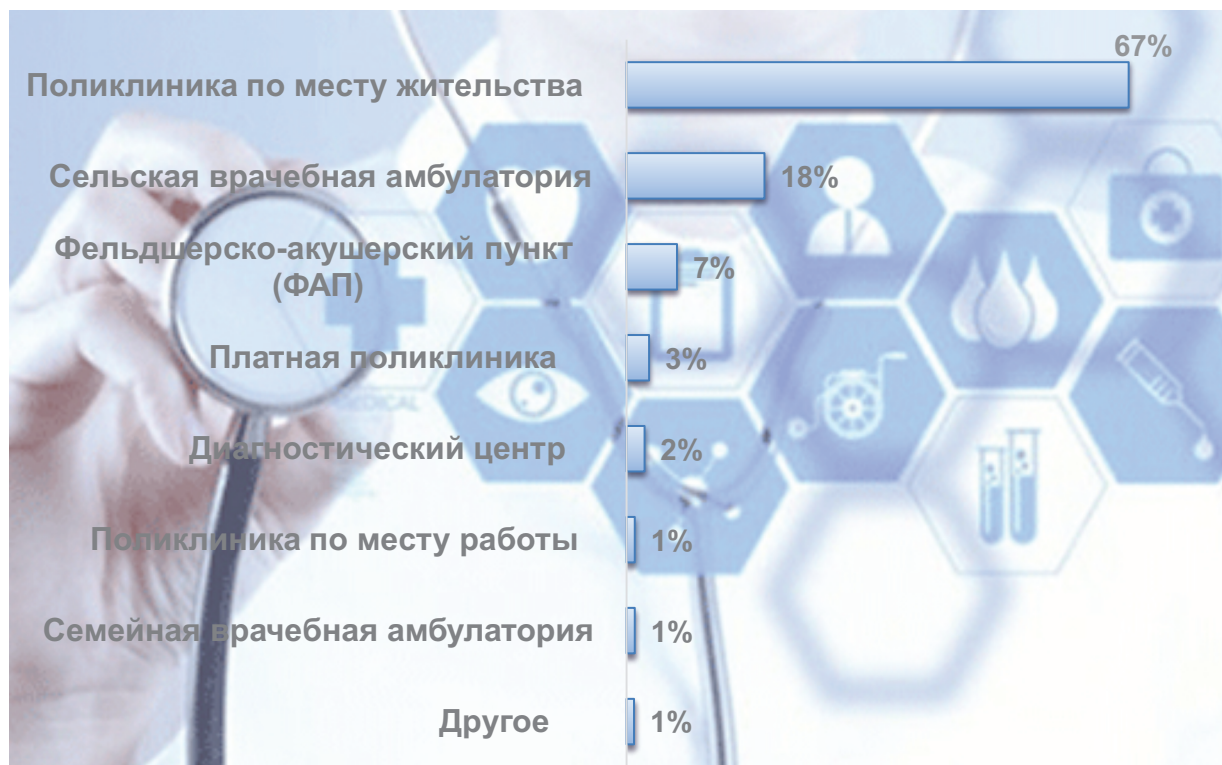 67%
Поликлиника по месту жительства
Сельская врачебная амбулатория
18%
Фельдшерско-акушерский пункт
(ФАП)
7%
Платная поликлиника
3%
MEDICAL
Диагностический центр
2%
Поликлиника по месту работы
1%
Семейная врачебная амбулатория
1%
Другое
1%